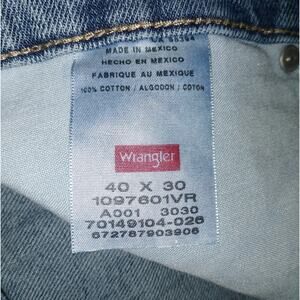 MADE IN MEXICO
HECHO EN MEXICO
FABRIQUE AU MEXIQUE
100% COTTON / ALGODON / COTON
Wrangler
40 X 30
1097601VR
A001 3030
70149104-026
672787903906